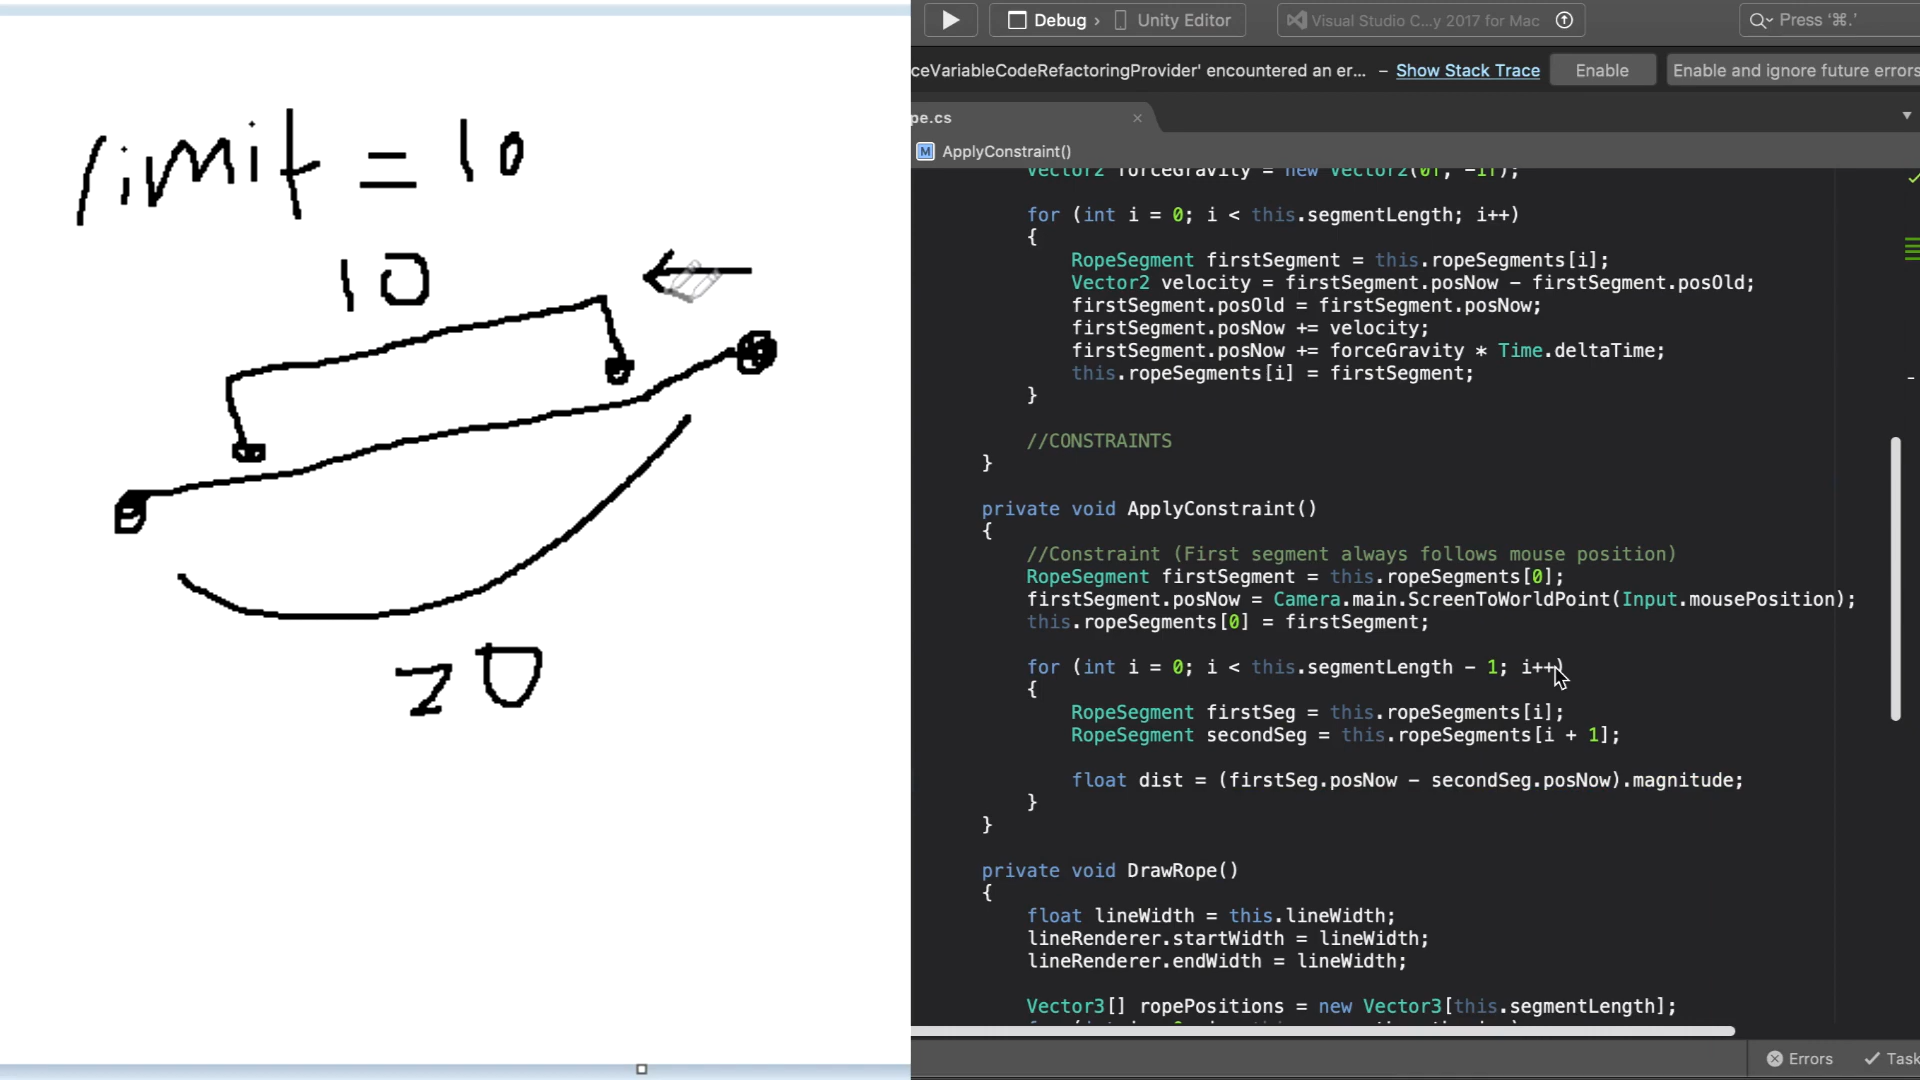 limit = 10
10
20
Debug › Unity Editor
Visual Studio C...y 2017 for Mac
Press '⌘.'
ceVariableCodeRefactoringProvider' encountered an er... – Show Stack Trace Enable Enable and ignore future errors
pe.cs ×
M ApplyConstraint()
Vector2 forceGravity = new Vector2(0f, -1f);
for (int i = 0; i < this.segmentLength; i++)
{
RopeSegment firstSegment = this.ropeSegments[i];
Vector2 velocity = firstSegment.posNow - firstSegment.posOld;
firstSegment.posOld = firstSegment.posNow;
firstSegment.posNow += velocity;
firstSegment.posNow += forceGravity * Time.deltaTime;
this.ropeSegments[i] = firstSegment;
}
//CONSTRAINTS
}
private void ApplyConstraint()
{
//Constraint (First segment always follows mouse position)
RopeSegment firstSegment = this.ropeSegments[0];
firstSegment.posNow = Camera.main.ScreenToWorldPoint(Input.mousePosition);
this.ropeSegments[0] = firstSegment;
for (int i = 0; i < this.segmentLength - 1; i++)
{
RopeSegment firstSeg = this.ropeSegments[i];
RopeSegment secondSeg = this.ropeSegments[i + 1];
float dist = (firstSeg.posNow - secondSeg.posNow).magnitude;
}
}
private void DrawRope()
{
float lineWidth = this.lineWidth;
lineRenderer.startWidth = lineWidth;
lineRenderer.endWidth = lineWidth;
Vector3[] ropePositions = new Vector3[this.segmentLength];
Errors Task